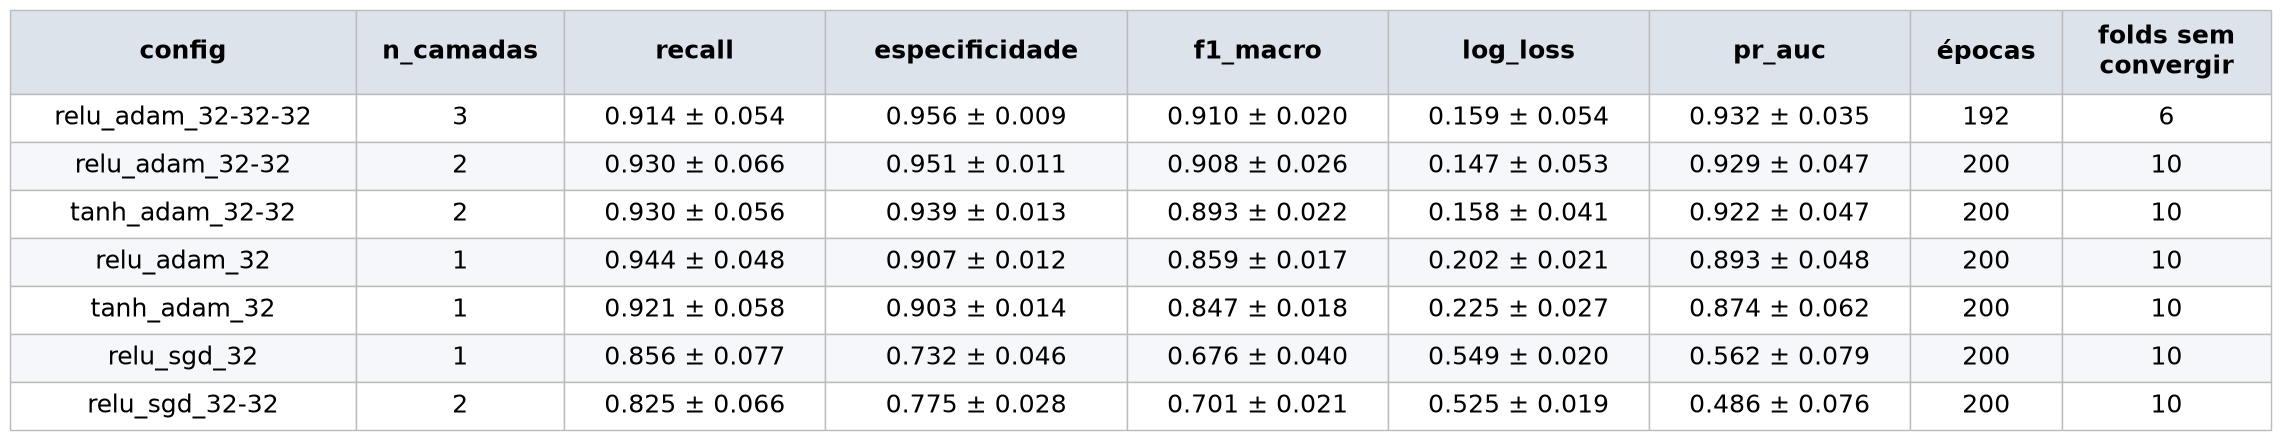 config n_camadas recall especificidade f1_macro log_loss pr_auc épocas folds sem convergir
relu_adam_32-32-32 3 0.914 ± 0.054 0.956 ± 0.009 0.910 ± 0.020 0.159 ± 0.054 0.932 ± 0.035 192 6
relu_adam_32-32 2 0.930 ± 0.066 0.951 ± 0.011 0.908 ± 0.026 0.147 ± 0.053 0.929 ± 0.047 200 10
tanh_adam_32-32 2 0.930 ± 0.056 0.939 ± 0.013 0.893 ± 0.022 0.158 ± 0.041 0.922 ± 0.047 200 10
relu_adam_32 1 0.944 ± 0.048 0.907 ± 0.012 0.859 ± 0.017 0.202 ± 0.021 0.893 ± 0.048 200 10
tanh_adam_32 1 0.921 ± 0.058 0.903 ± 0.014 0.847 ± 0.018 0.225 ± 0.027 0.874 ± 0.062 200 10
relu_sgd_32 1 0.856 ± 0.077 0.732 ± 0.046 0.676 ± 0.040 0.549 ± 0.020 0.562 ± 0.079 200 10
relu_sgd_32-32 2 0.825 ± 0.066 0.775 ± 0.028 0.701 ± 0.021 0.525 ± 0.019 0.486 ± 0.076 200 10